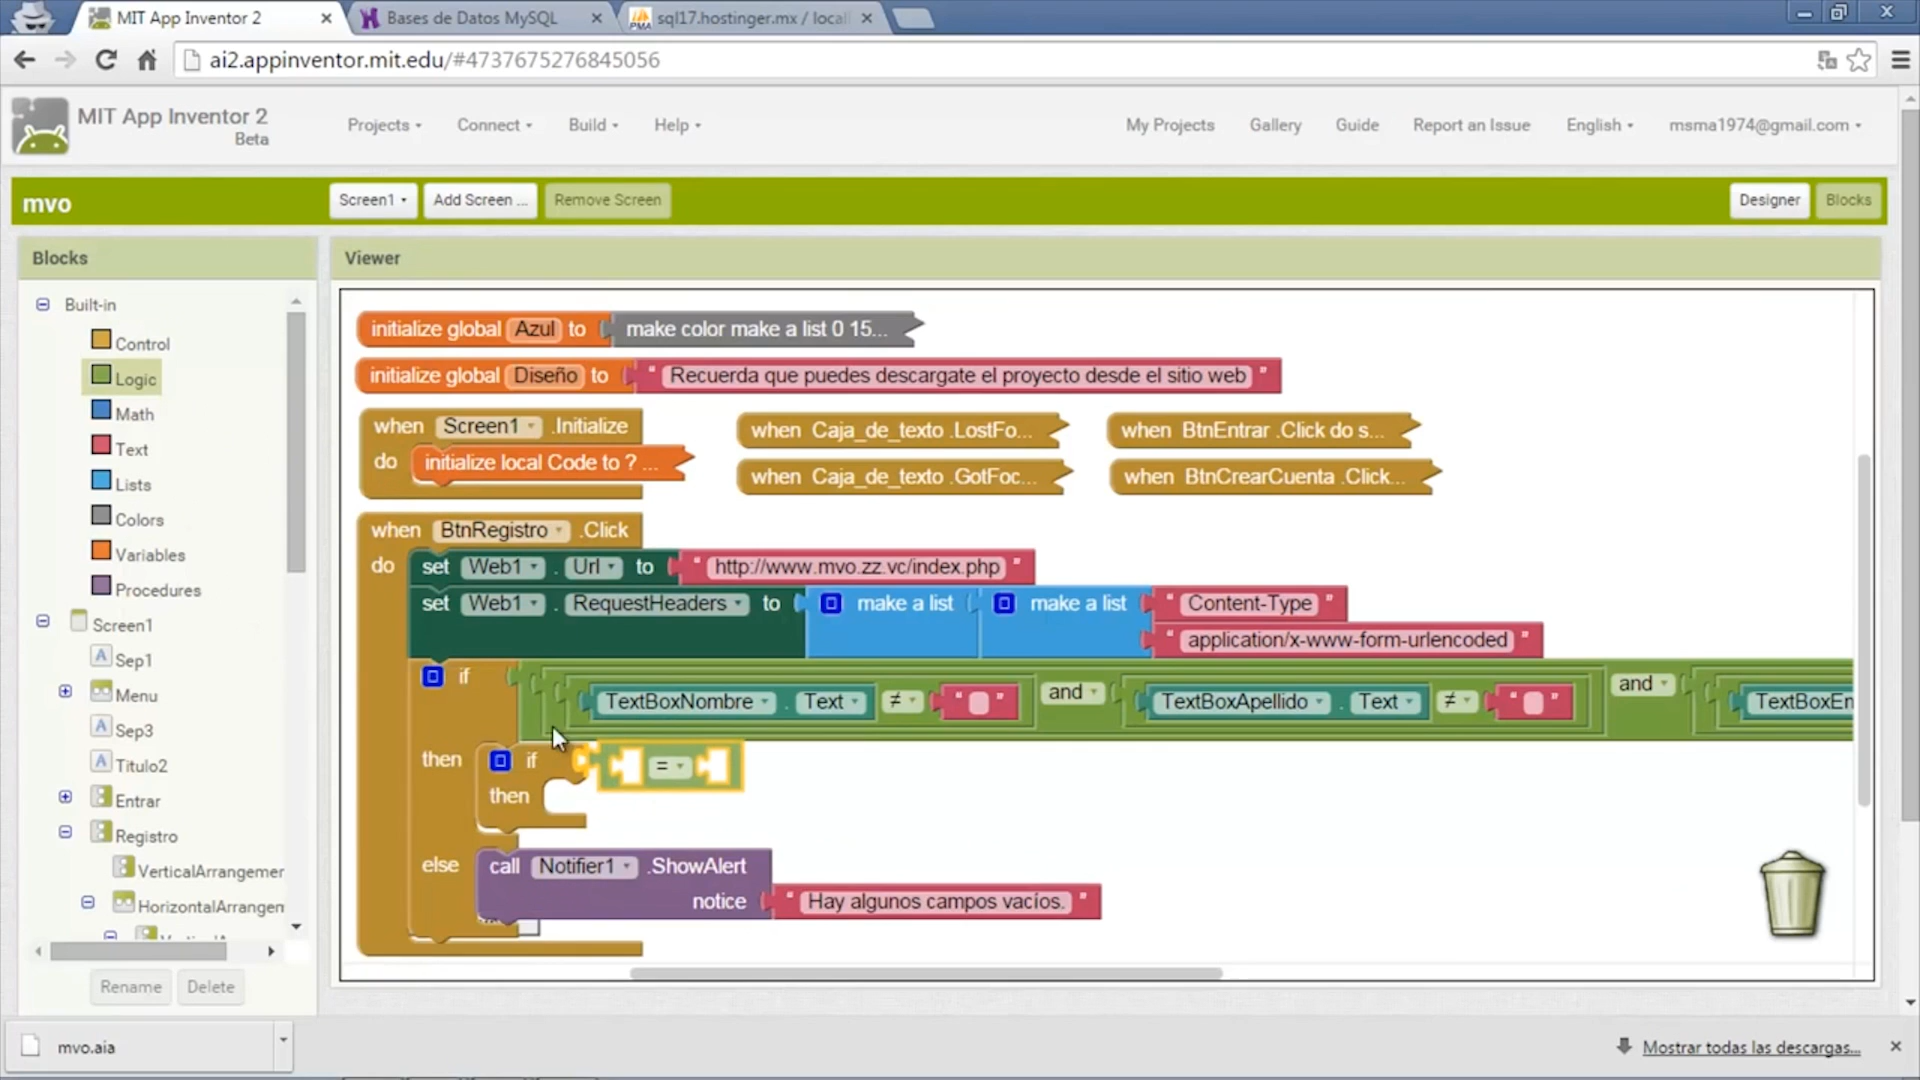 MIT App Inventor 2
Bases de Datos MySQL
sql17.hostinger.mx / local
ai2.appinventor.mit.edu/#4737675276845056
MIT App Inventor 2
Beta
Projects
Connect
Build
Help
My Projects
Gallery
Guide
Report an Issue
English
msma1974@gmail.com
mvo
Screen1
Add Screen ...
Remove Screen
Designer
Blocks
Blocks
Viewer
Built-in
Control
Logic
Math
Text
Lists
Colors
Variables
Procedures
Screen1
Sep1
Menu
Sep3
Titulo2
Entrar
Registro
VerticalArrangemer
HorizontalArrangen
Rename
Delete
initialize global Azul to make color make a list 0 15...
initialize global Diseño to " Recuerda que puedes descargate el proyecto desde el sitio web "
when Screen1 .Initialize
do initialize local Code to ? ...
when Caja_de_texto .LostFo...
when BtnEntrar .Click do s...
when Caja_de_texto .GotFoc...
when BtnCrearCuenta .Click...
when BtnRegistro .Click
do set Web1 . Url to " http://www.mvo.zz.vc/index.php "
set Web1 . RequestHeaders to make a list make a list " Content-Type "
" application/x-www-form-urlencoded "
if TextBoxNombre . Text ≠ " " and TextBoxApellido . Text ≠ " " and TextBoxEn
then if =
then
else call Notifier1 .ShowAlert
notice " Hay algunos campos vacíos. "
mvo.aia
Mostrar todas las descargas...